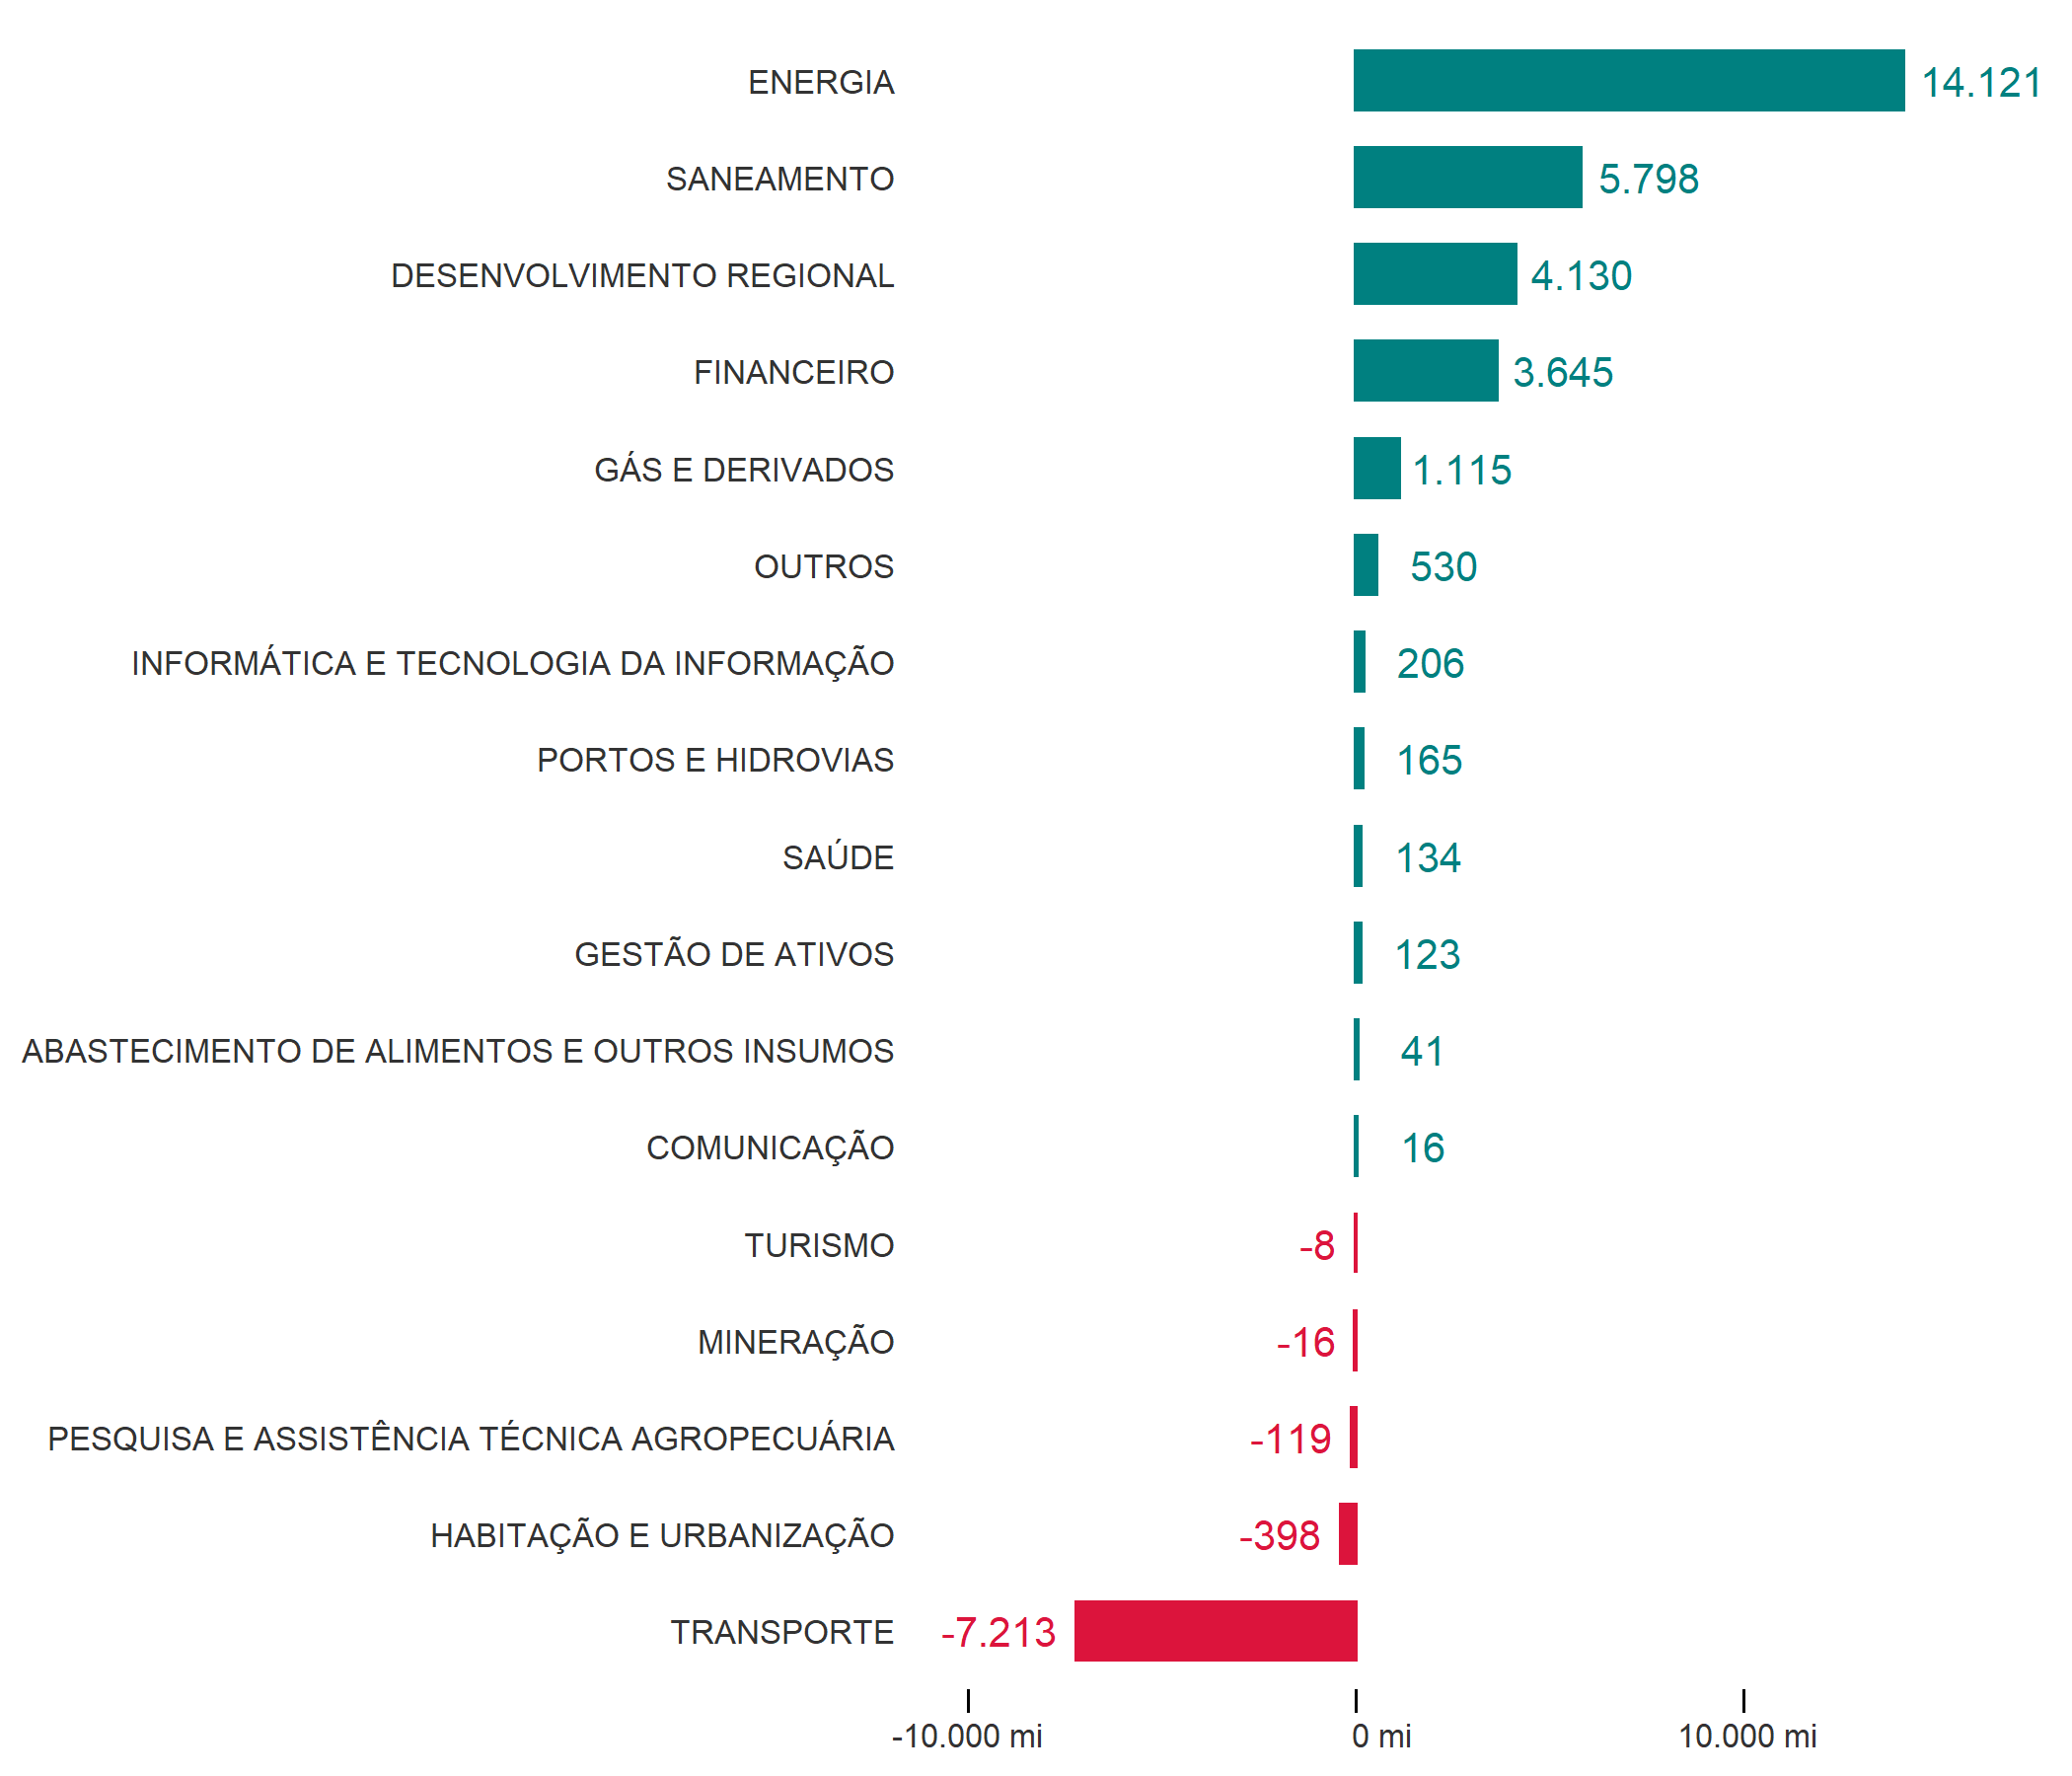 ENERGIA 14.121
SANEAMENTO 5.798
DESENVOLVIMENTO REGIONAL 4.130
FINANCEIRO 3.645
GÁS E DERIVADOS 1.115
OUTROS 530
INFORMÁTICA E TECNOLOGIA DA INFORMAÇÃO 206
PORTOS E HIDROVIAS 165
SAÚDE 134
GESTÃO DE ATIVOS 123
ABASTECIMENTO DE ALIMENTOS E OUTROS INSUMOS 41
COMUNICAÇÃO 16
TURISMO -8
MINERAÇÃO -16
PESQUISA E ASSISTÊNCIA TÉCNICA AGROPECUÁRIA -119
HABITAÇÃO E URBANIZAÇÃO -398
TRANSPORTE -7.213
-10.000 mi 0 mi 10.000 mi